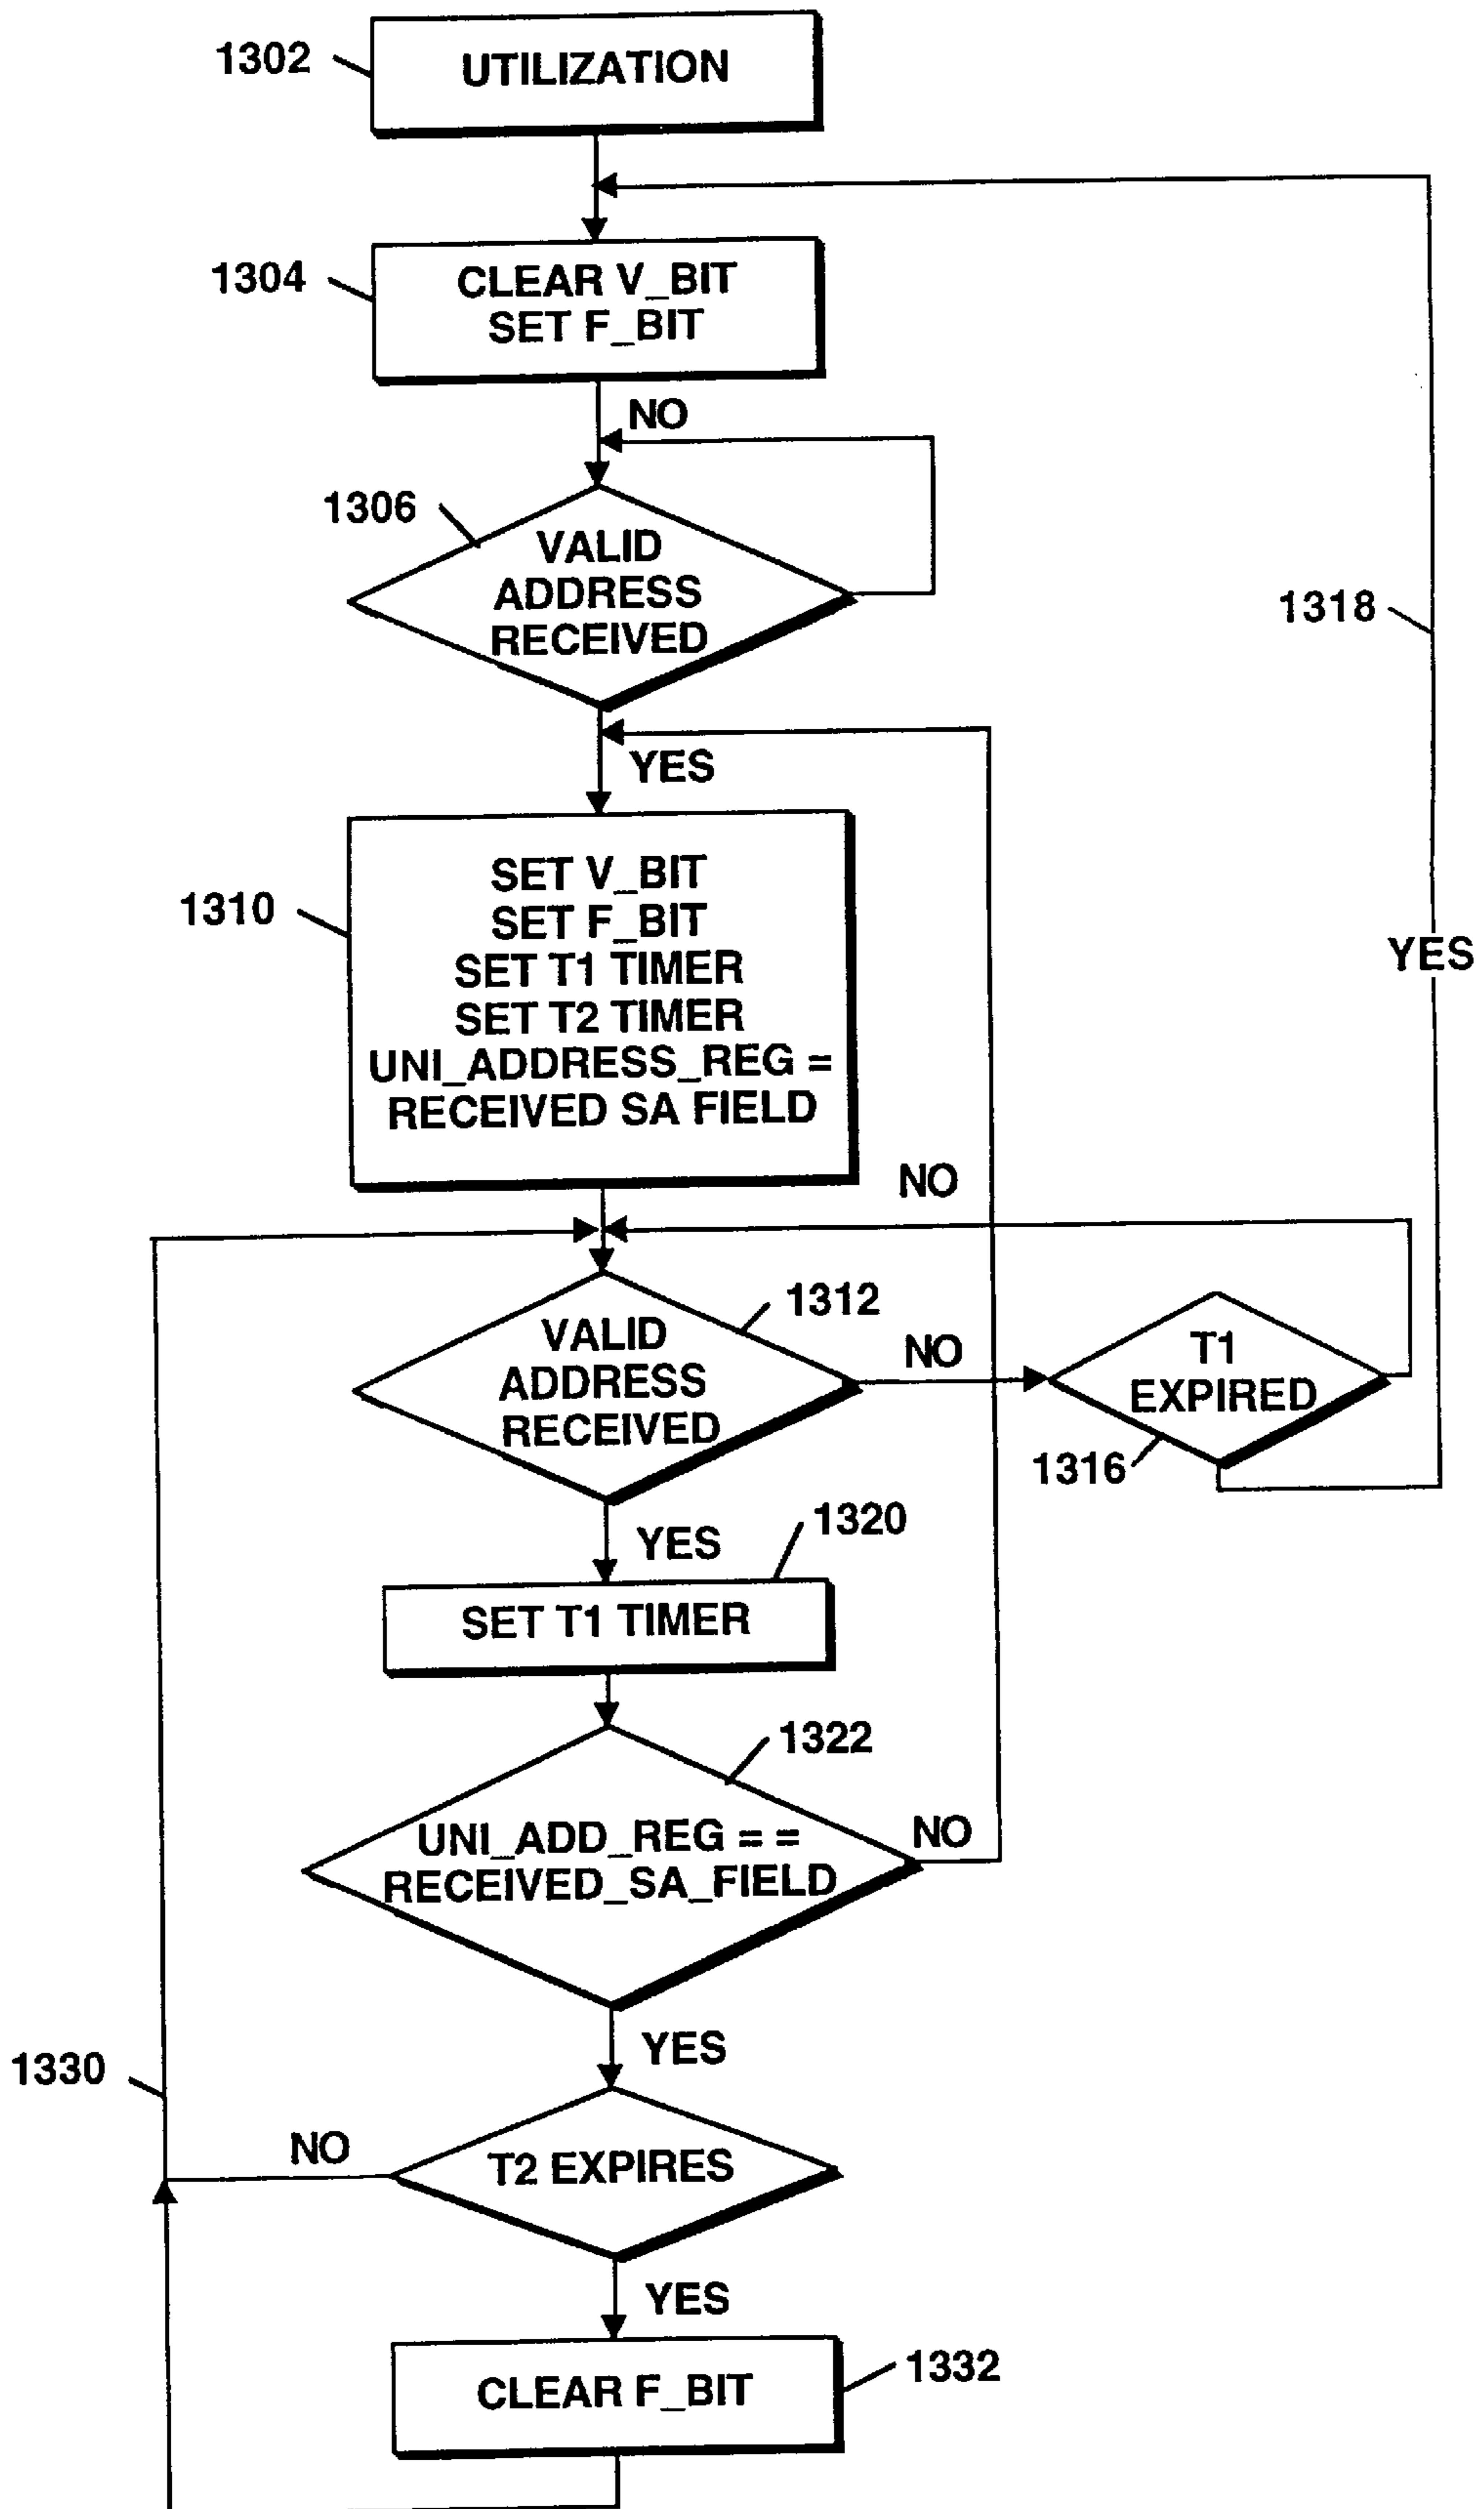 1302
UTILIZATION
1304
CLEAR V_BIT
SET F_BIT
NO
1306
VALID
ADDRESS
RECEIVED
1318
YES
1310
SET V_BIT
SET F_BIT
SET T1 TIMER
SET T2 TIMER
UNI_ADDRESS_REG =
RECEIVED SA FIELD
YES
NO
1312
VALID
ADDRESS
RECEIVED
NO
T1
EXPIRED
1316
YES
1320
SET T1 TIMER
1322
UNI_ADD_REG = =
RECEIVED_SA_FIELD
NO
YES
1330
NO
T2 EXPIRES
YES
CLEAR F_BIT
1332